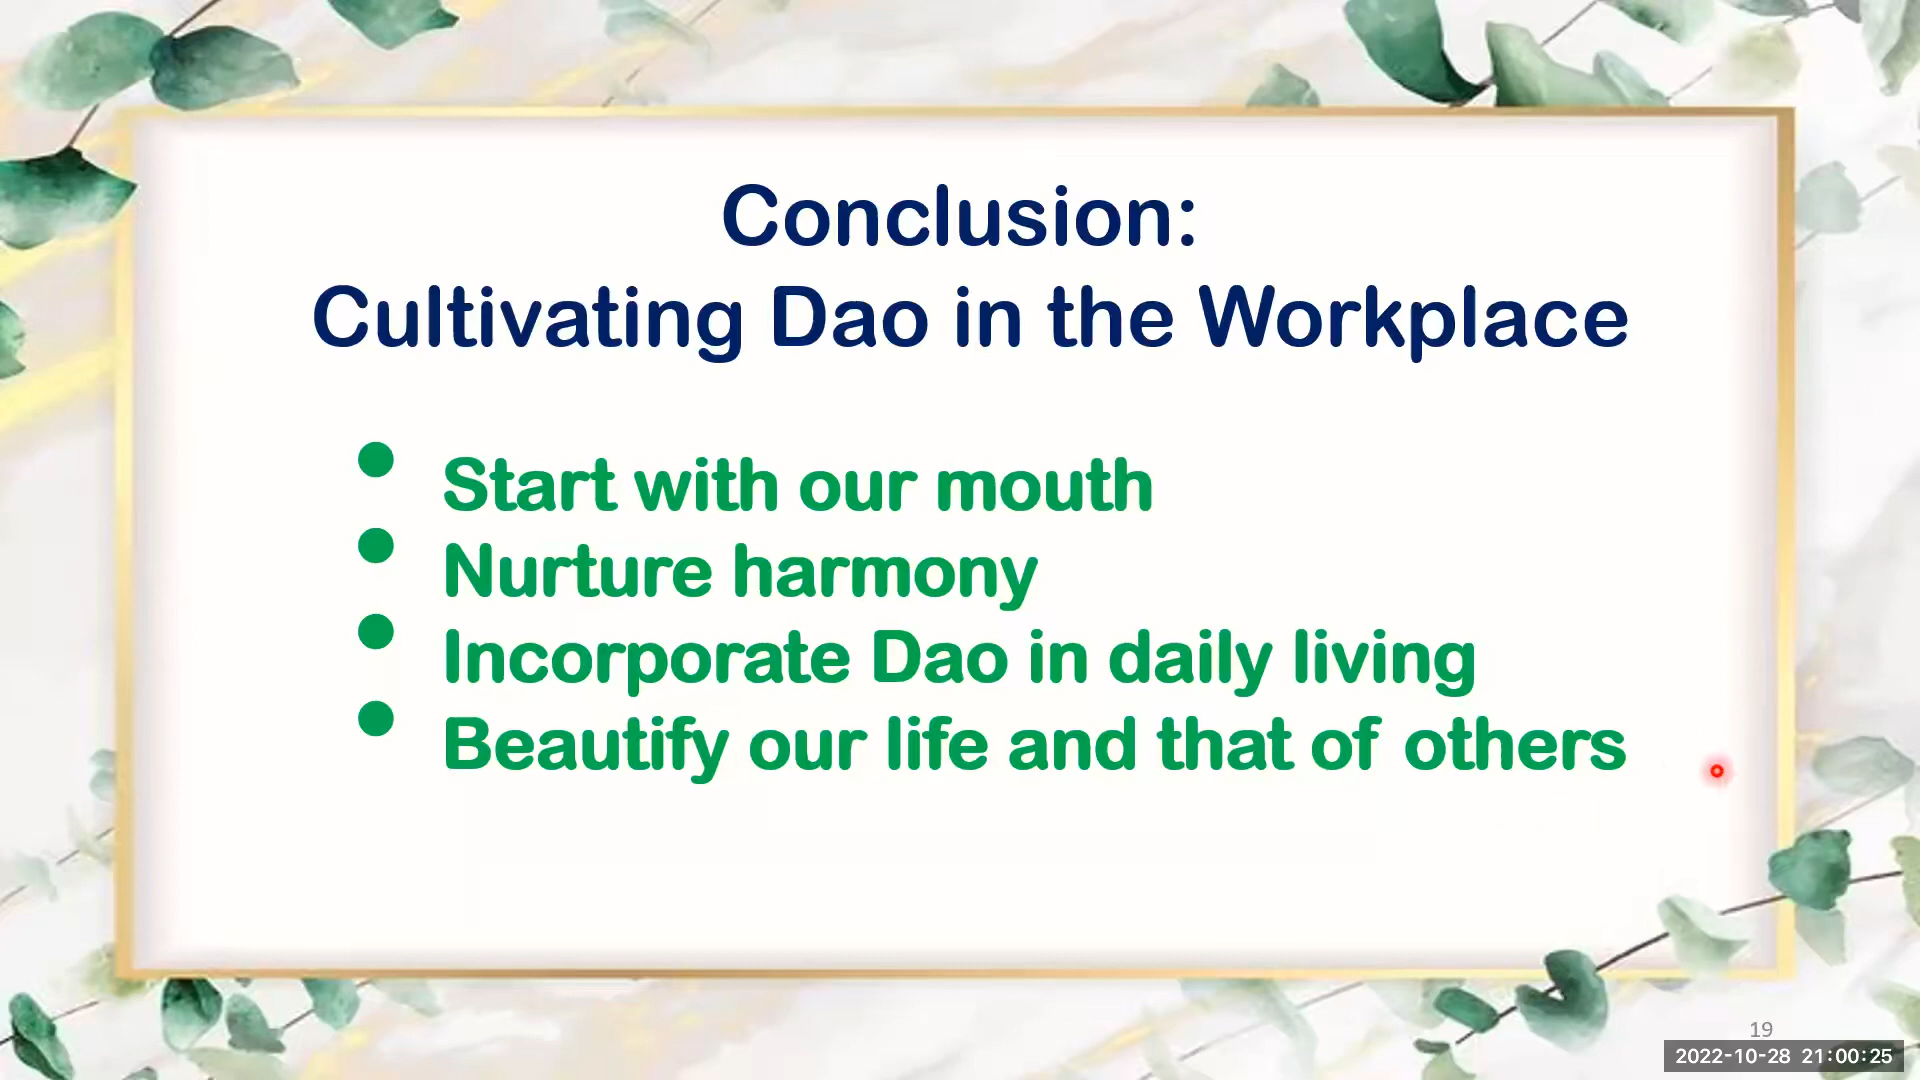 Conclusion:
Cultivating Dao in the Workplace
• Start with our mouth
• Nurture harmony
• Incorporate Dao in daily living
• Beautify our life and that of others
19
2022-10-28 21:00:25